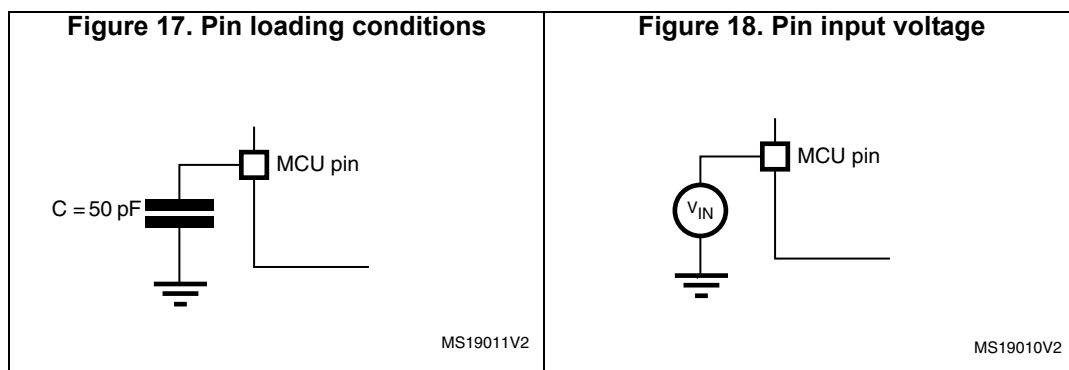 Figure 17. Pin loading conditions
MCU pin
C = 50 pF
MS19011V2
Figure 18. Pin input voltage
MCU pin
VIN
MS19010V2